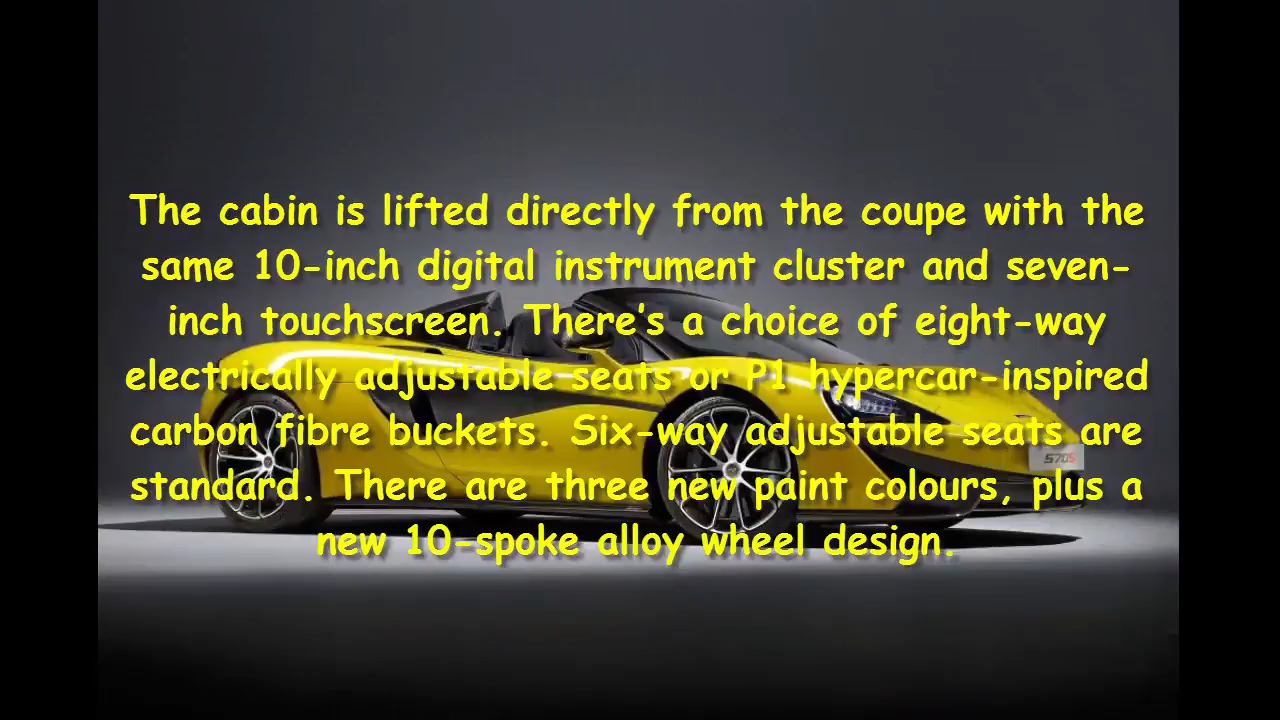 The cabin is lifted directly from the coupe with the
same 10-inch digital instrument cluster and seven-
inch touchscreen. There's a choice of eight-way
electrically adjustable seats or P1 hypercar-inspired
carbon fibre buckets. Six-way adjustable seats are
standard. There are three new paint colours, plus a
new 10-spoke alloy wheel design.
570S